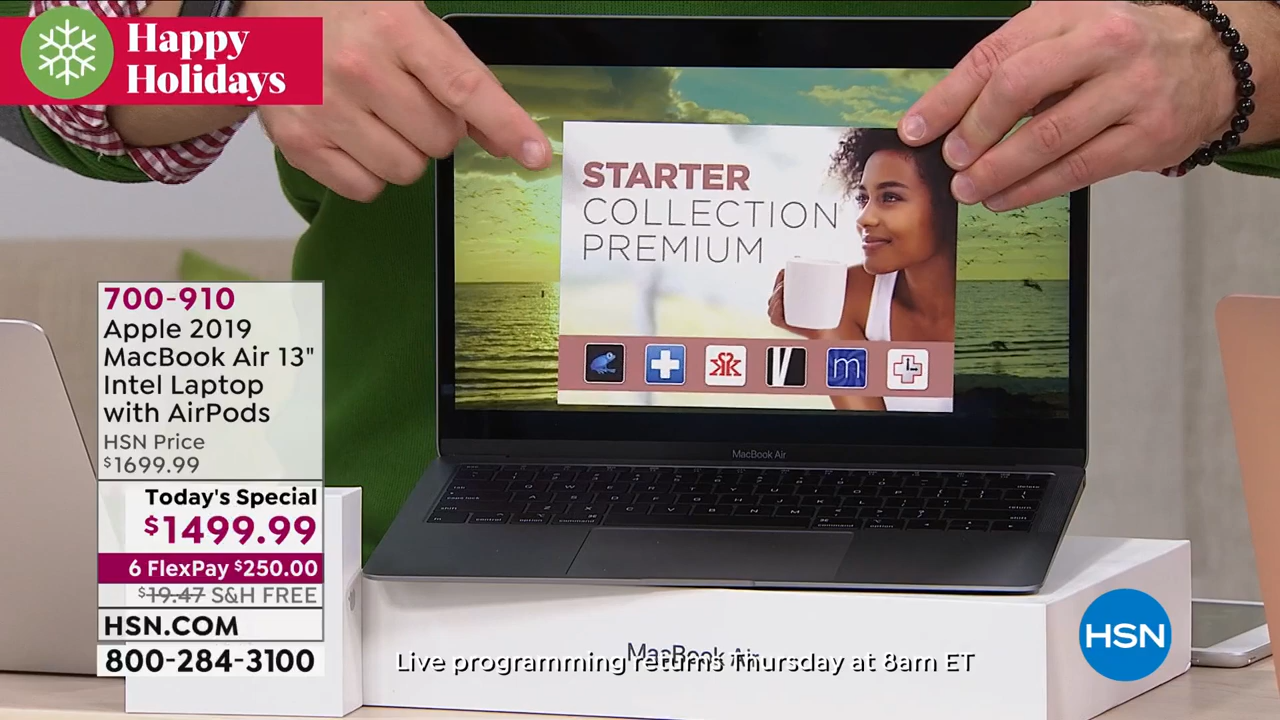 Happy
Holidays
STARTER
COLLECTION
PREMIUM
m
MacBook Air
700-910
Apple 2019
MacBook Air 13"
Intel Laptop
with AirPods
HSN Price
$1699.99
Today's Special
$1499.99
6 FlexPay $250.00
$19.47 S&H FREE
HSN.COM
800-284-3100
HSN
MacBook Air
Live programming returns Thursday at 8am ET